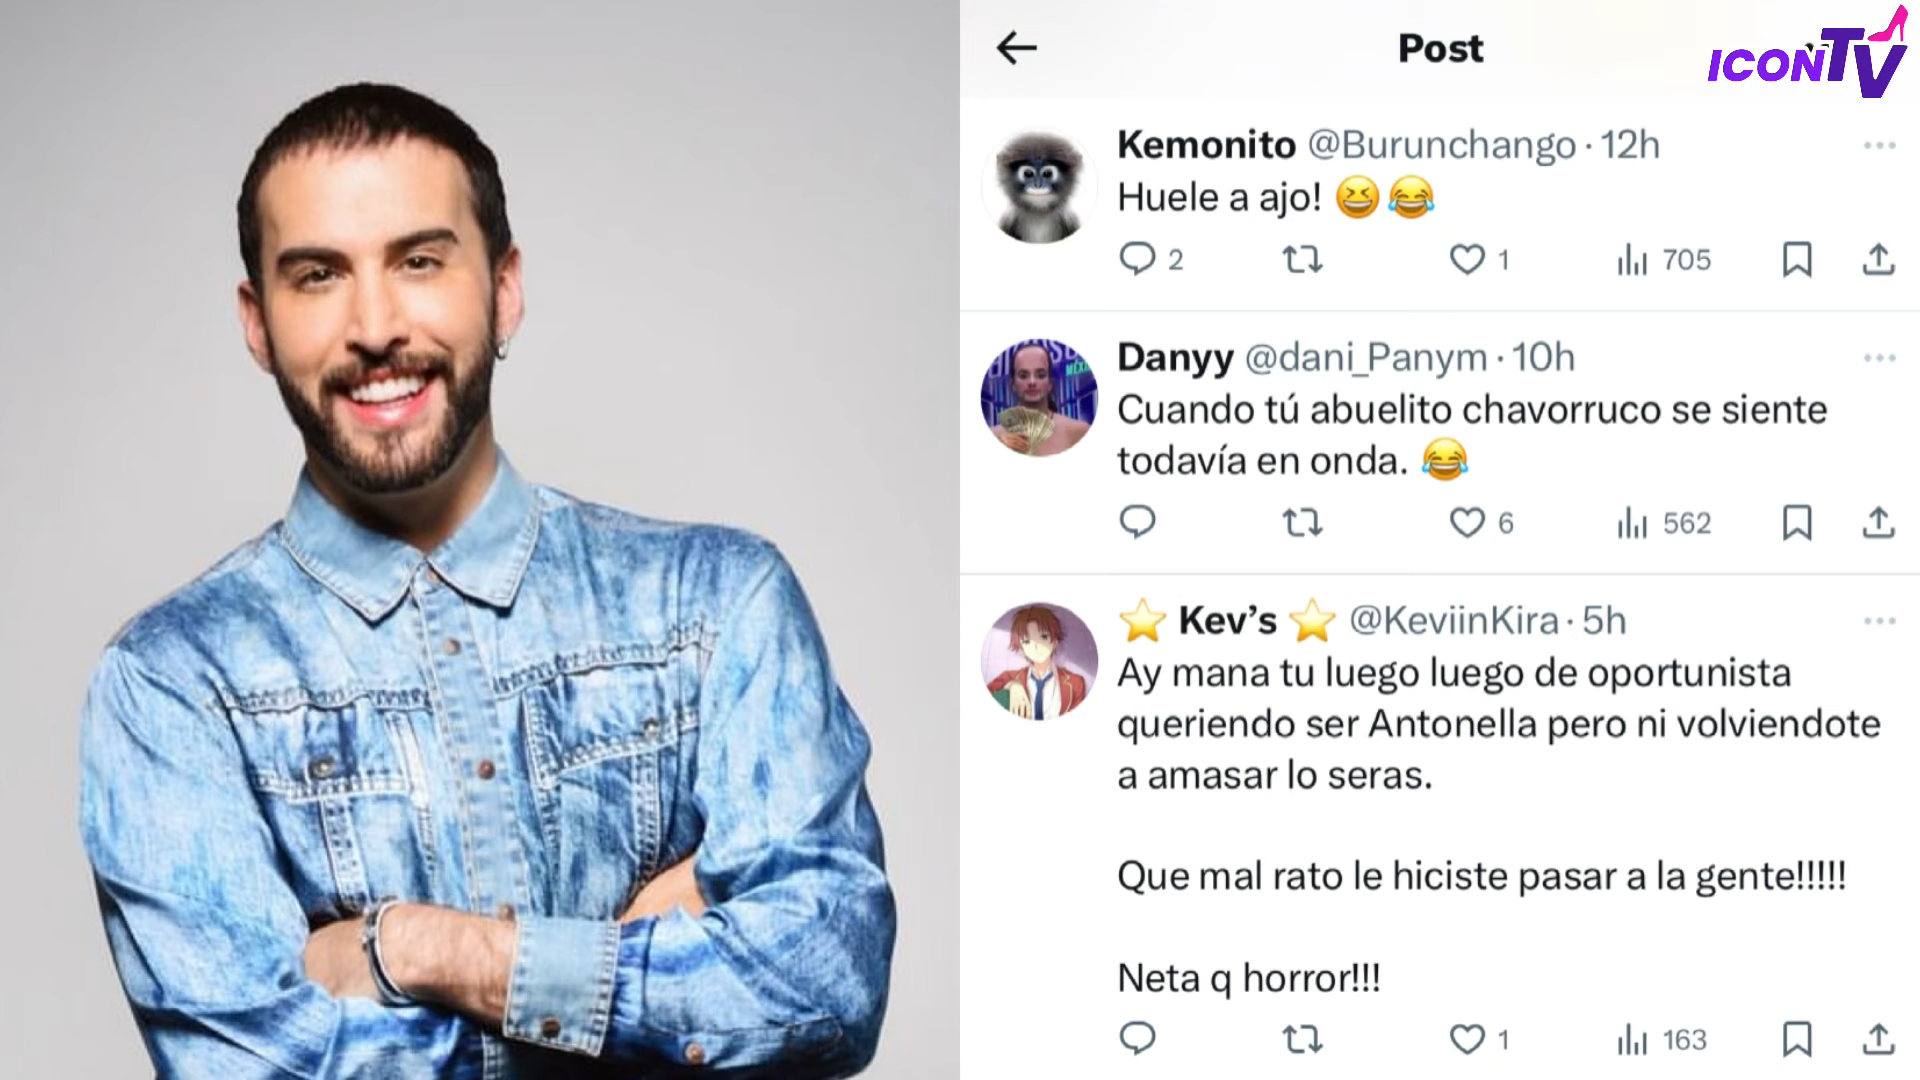 Post
ICONTV
Kemonito @Burunchango · 12h
Huele a ajo! 😆😂
2 1 705
Danyy @dani_Panym · 10h
Cuando tú abuelito chavorruco se siente
todavía en onda. 😂
6 562
⭐ Kev’s ⭐ @KeviinKira · 5h
Ay mana tu luego luego de oportunista
queriendo ser Antonella pero ni volviendote
a amasar lo seras.
Que mal rato le hiciste pasar a la gente!!!!!
Neta q horror!!!
1 163